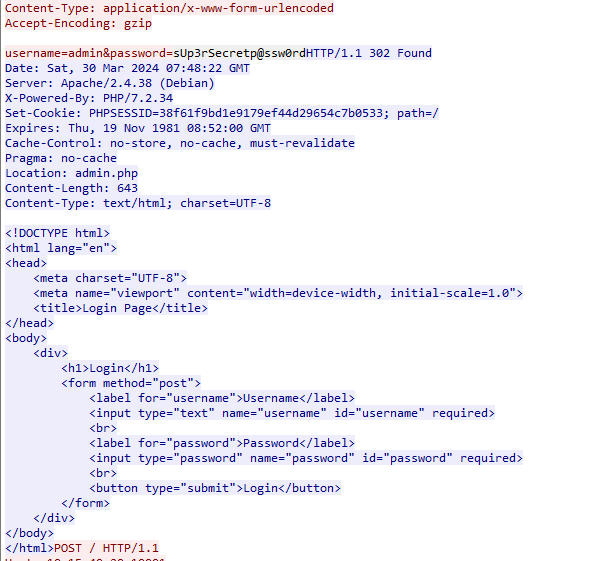 Content-Type: application/x-www-form-urlencoded
Accept-Encoding: gzip
username=admin&password=sUp3rSecretp@ssw0rdHTTP/1.1 302 Found
Date: Sat, 30 Mar 2024 07:48:22 GMT
Server: Apache/2.4.38 (Debian)
X-Powered-By: PHP/7.2.34
Set-Cookie: PHPSESSID=38f61f9bd1e9179ef44d29654c7b0533; path=/
Expires: Thu, 19 Nov 1981 08:52:00 GMT
Cache-Control: no-store, no-cache, must-revalidate
Pragma: no-cache
Location: admin.php
Content-Length: 643
Content-Type: text/html; charset=UTF-8
<!DOCTYPE html>
<html lang="en">
<head>
    <meta charset="UTF-8">
    <meta name="viewport" content="width=device-width, initial-scale=1.0">
    <title>Login Page</title>
</head>
<body>
    <div>
        <h1>Login</h1>
        <form method="post">
            <label for="username">Username</label>
            <input type="text" name="username" id="username" required>
            <br>
            <label for="password">Password</label>
            <input type="password" name="password" id="password" required>
            <br>
            <button type="submit">Login</button>
        </form>
    </div>
</body>
</html>POST / HTTP/1.1